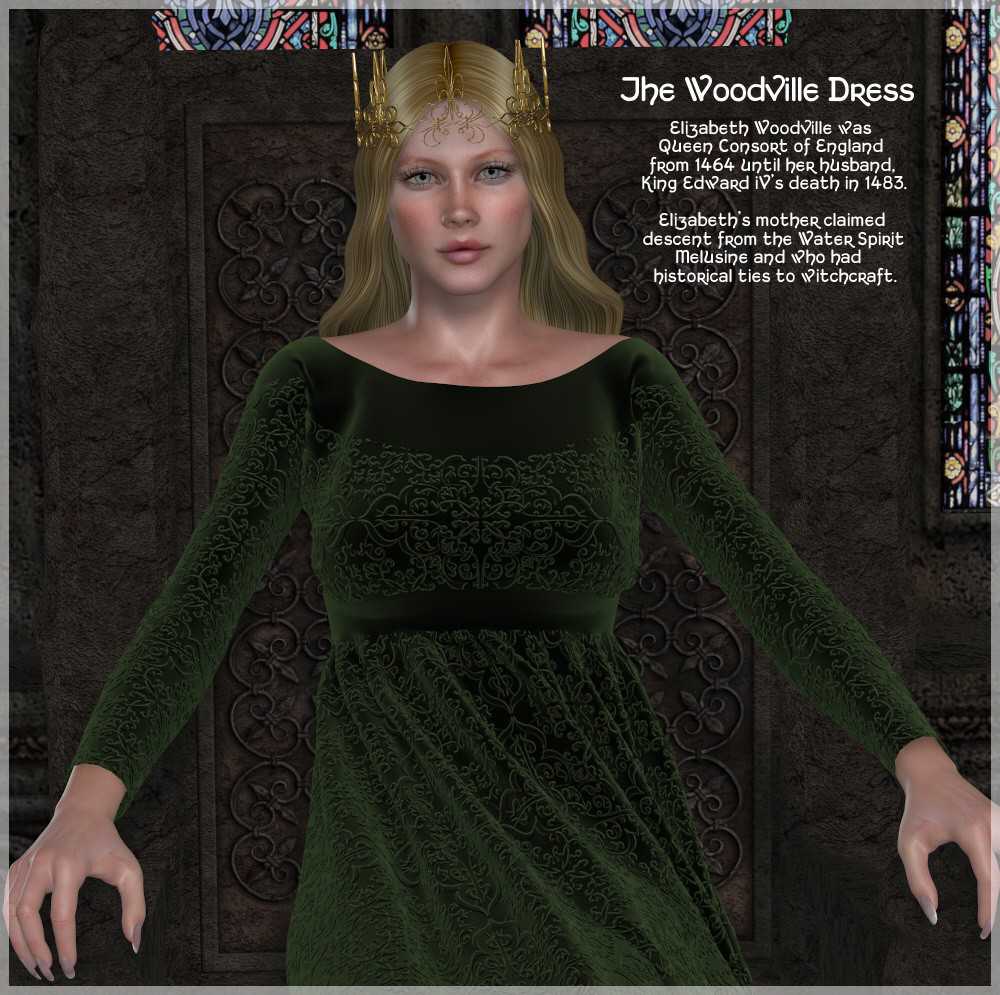 The Woodville Dress
Elizabeth Woodville was
Queen Consort of England
from 1464 until her husband,
King Edward iV's death in 1483.
Elizabeth's mother claimed
descent from the Water Spirit
Melusine and who had
historical ties to witchcraft.